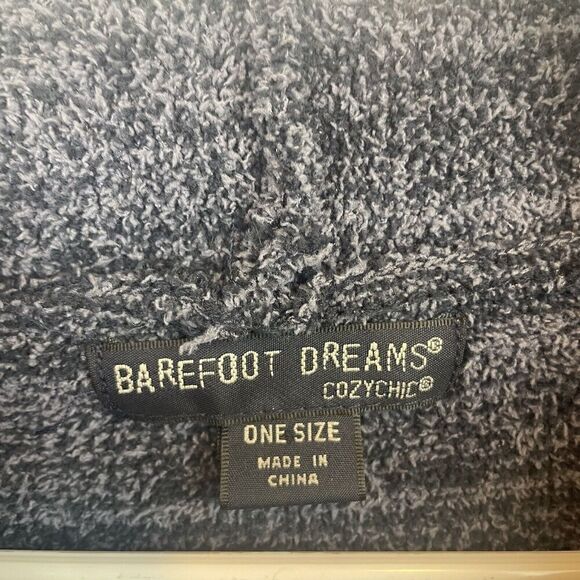 BAREFOOT DREAMS®
COZYCHIC®
ONE SIZE
MADE IN
CHINA